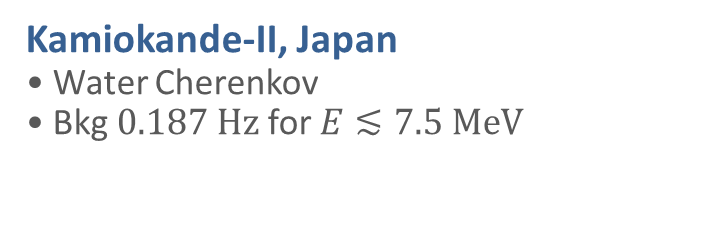 Kamiokande-II, Japan
• Water Cherenkov
• Bkg 0.187 Hz for E ≲ 7.5 MeV